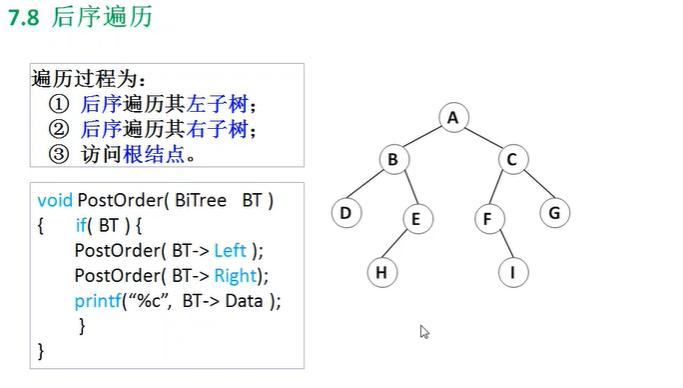 7.8 后序遍历
遍历过程为：
① 后序遍历其左子树；
② 后序遍历其右子树；
③ 访问根结点。
void PostOrder( BiTree BT )
{ if( BT ) {
PostOrder( BT-> Left );
PostOrder( BT-> Right);
printf(“%c”, BT-> Data );
}
}
A
B C
D E F G
H I